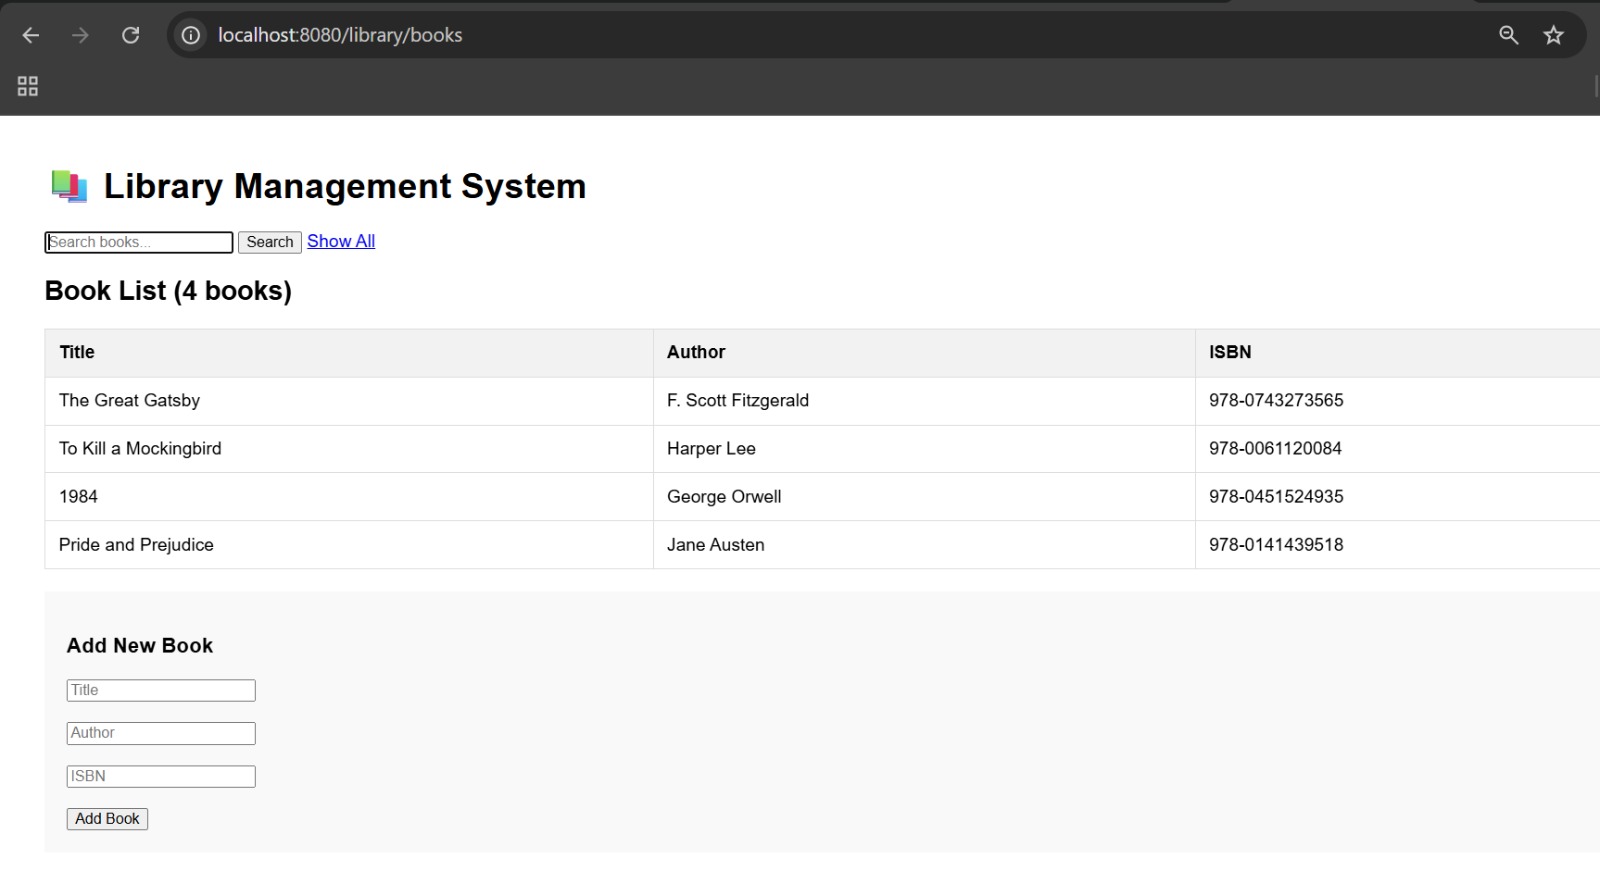 localhost:8080/library/books
Library Management System
Search books... Search Show All
Book List (4 books)
Title Author ISBN
The Great Gatsby F. Scott Fitzgerald 978-0743273565
To Kill a Mockingbird Harper Lee 978-0061120084
1984 George Orwell 978-0451524935
Pride and Prejudice Jane Austen 978-0141439518
Add New Book
Title
Author
ISBN
Add Book